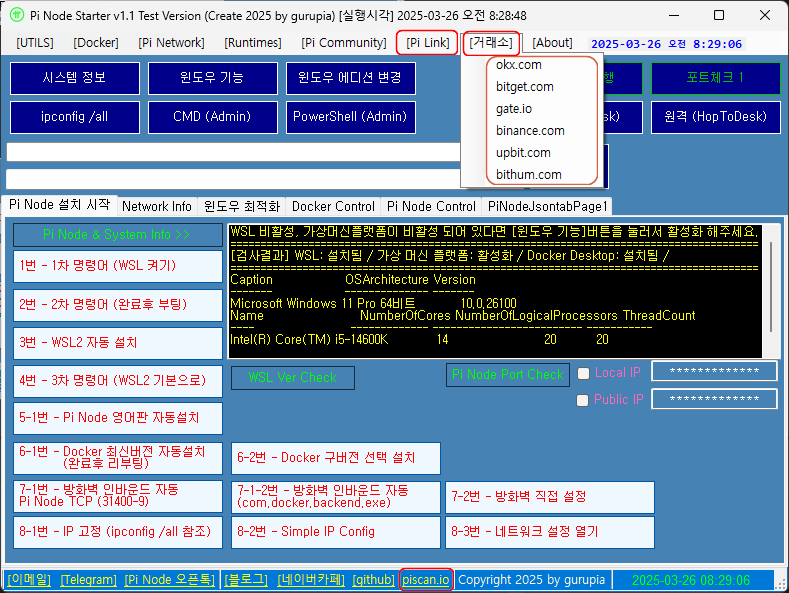 Pi Node Starter v1.1 Test Version (Create 2025 by gurupia) [실행시각] 2025-03-26 오전 8:28:48
[UTILS] [Docker] [Pi Network] [Runtimes] [Pi Community] [Pi Link] [거래소] [About] 2025-03-26 오전 8:29:06
시스템 정보 윈도우 기능 윈도우 에디션 변경 행 포트체크 1
ipconfig /all CMD (Admin) PowerShell (Admin) sk) 원격 (HopToDesk)
okx.com
bitget.com
gate.io
binance.com
upbit.com
bithum.com
Pi Node 설치 시작 Network Info 윈도우 최적화 Docker Control Pi Node Control PiNodeJsontabPage1
Pi Node & System Info >>
1번 - 1차 명령어 (WSL 켜기)
2번 - 2차 명령어 (완료후 부팅)
3번 - WSL2 자동 설치
4번 - 3차 명령어 (WSL2 기본으로)
5-1번 - Pi Node 영어판 자동설치
6-1번 - Docker 최신버전 자동설치
(완료후 리부팅)
7-1번 - 방화벽 인바운드 자동
Pi Node TCP (31400-9)
8-1번 - IP 고정 (ipconfig /all 참조)
WSL 비활성, 가상머신플랫폼이 비활성 되어 있다면 [윈도우 기능]버튼을 눌러서 활성화 해주세요.
==========================================================
[검사결과] WSL: 설치됨 / 가상 머신 플랫폼: 활성화 / Docker Desktop: 설치됨 /
==========================================================
Caption OSArchitecture Version
------- -------------- -------
Microsoft Windows 11 Pro 64비트 10.0.26100
Name NumberOfCores NumberOfLogicalProcessors ThreadCount
---- ------------- ------------------------- -----------
Intel(R) Core(TM) i5-14600K 14 20 20
WSL Ver Check Pi Node Port Check Local IP *************
Public IP *************
6-2번 - Docker 구버전 선택 설치
7-1-2번 - 방화벽 인바운드 자동
(com.docker.backend.exe)
7-2번 - 방화벽 직접 설정
8-2번 - Simple IP Config
8-3번 - 네트워크 설정 열기
[이메일] [Telegram] [Pi Node 오픈톡] [블로그] [네이버카페] [github] piscan.io Copyright 2025 by gurupia 2025-03-26 08:29:06